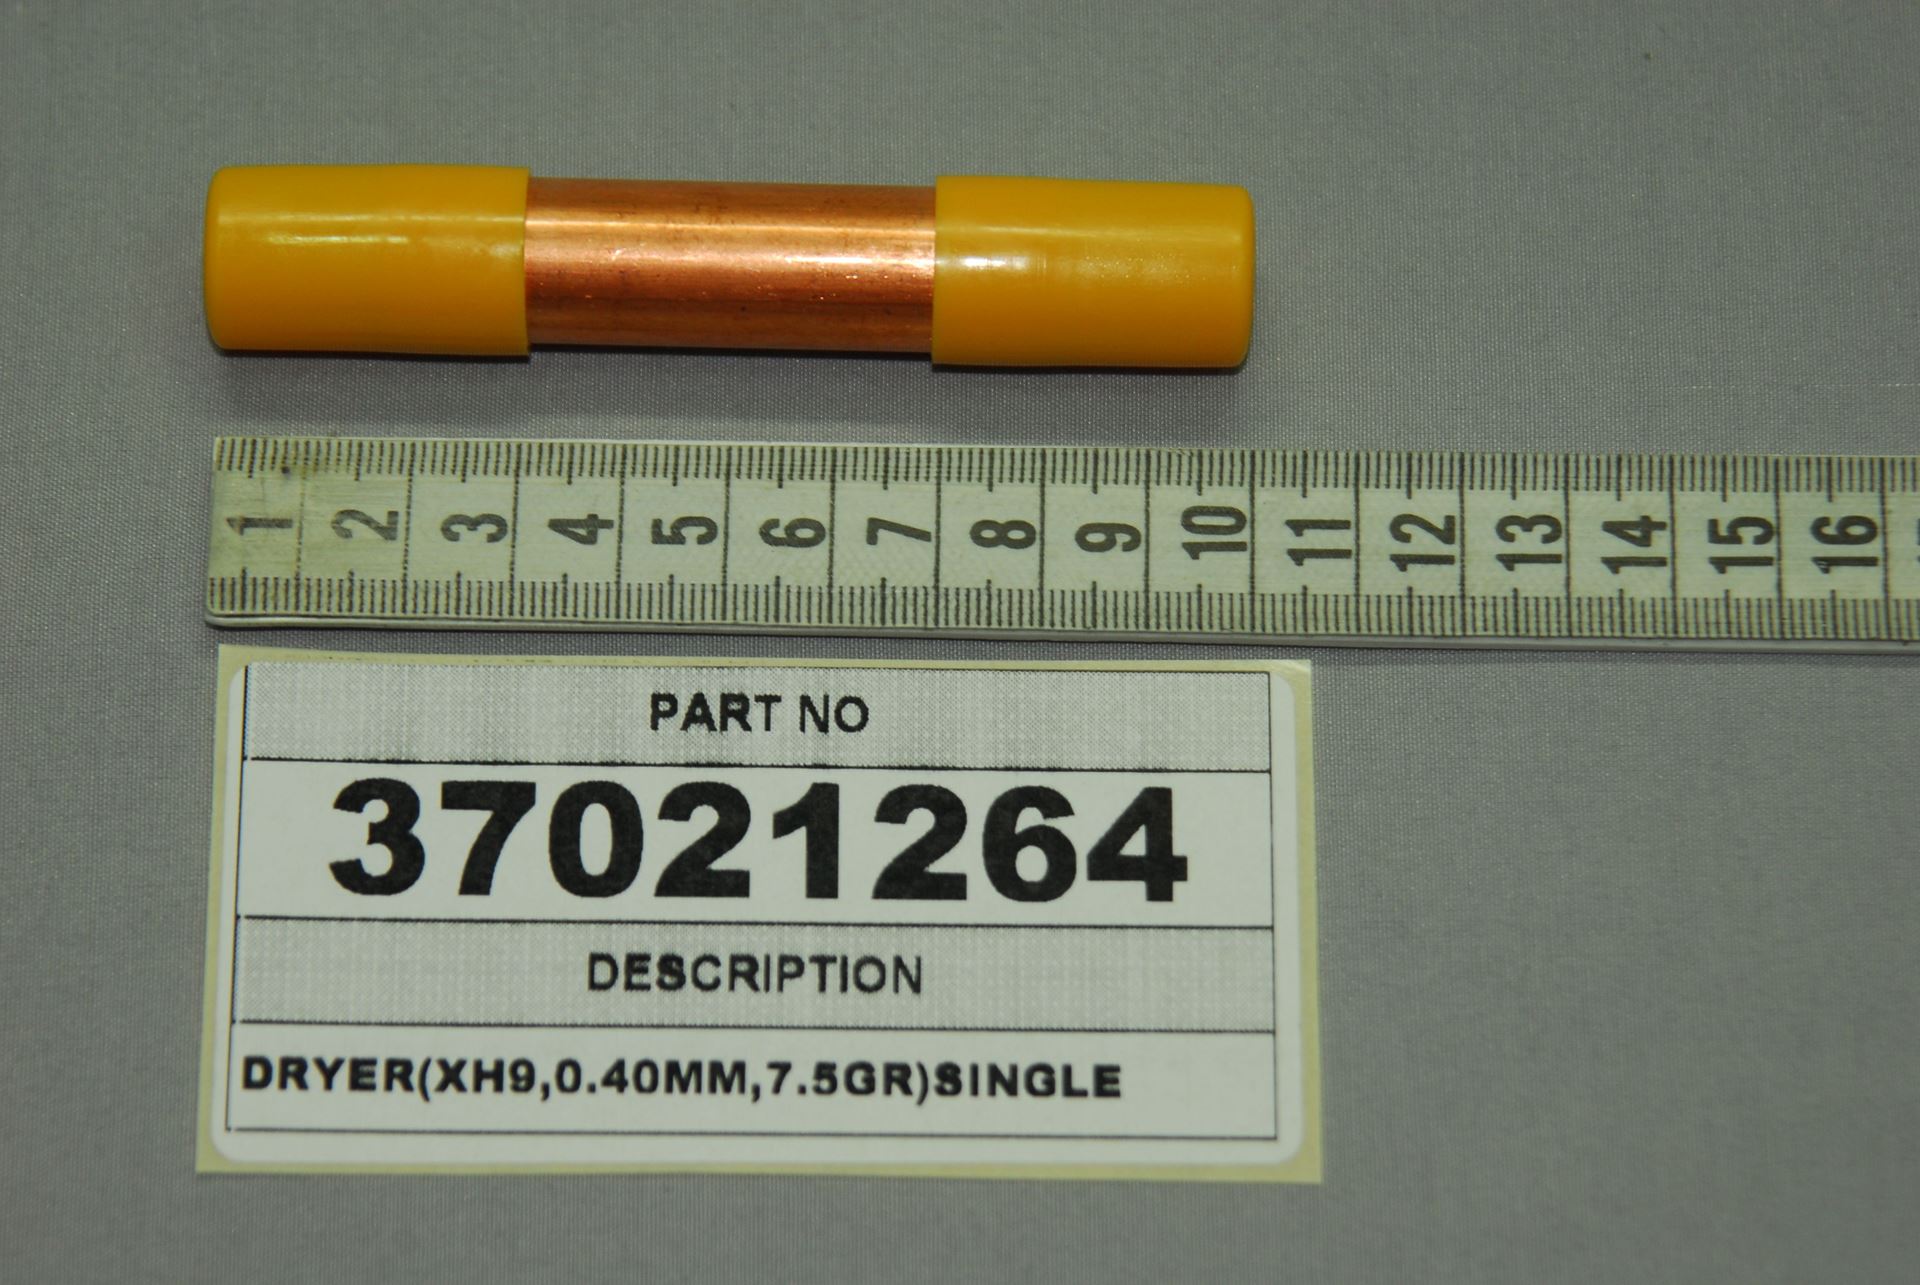 1 2 3 4 5 6 7 8 9 10 11 12 13 14 15 16
PART NO
37021264
DESCRIPTION
DRYER(XH9,0.40MM,7.5GR)SINGLE